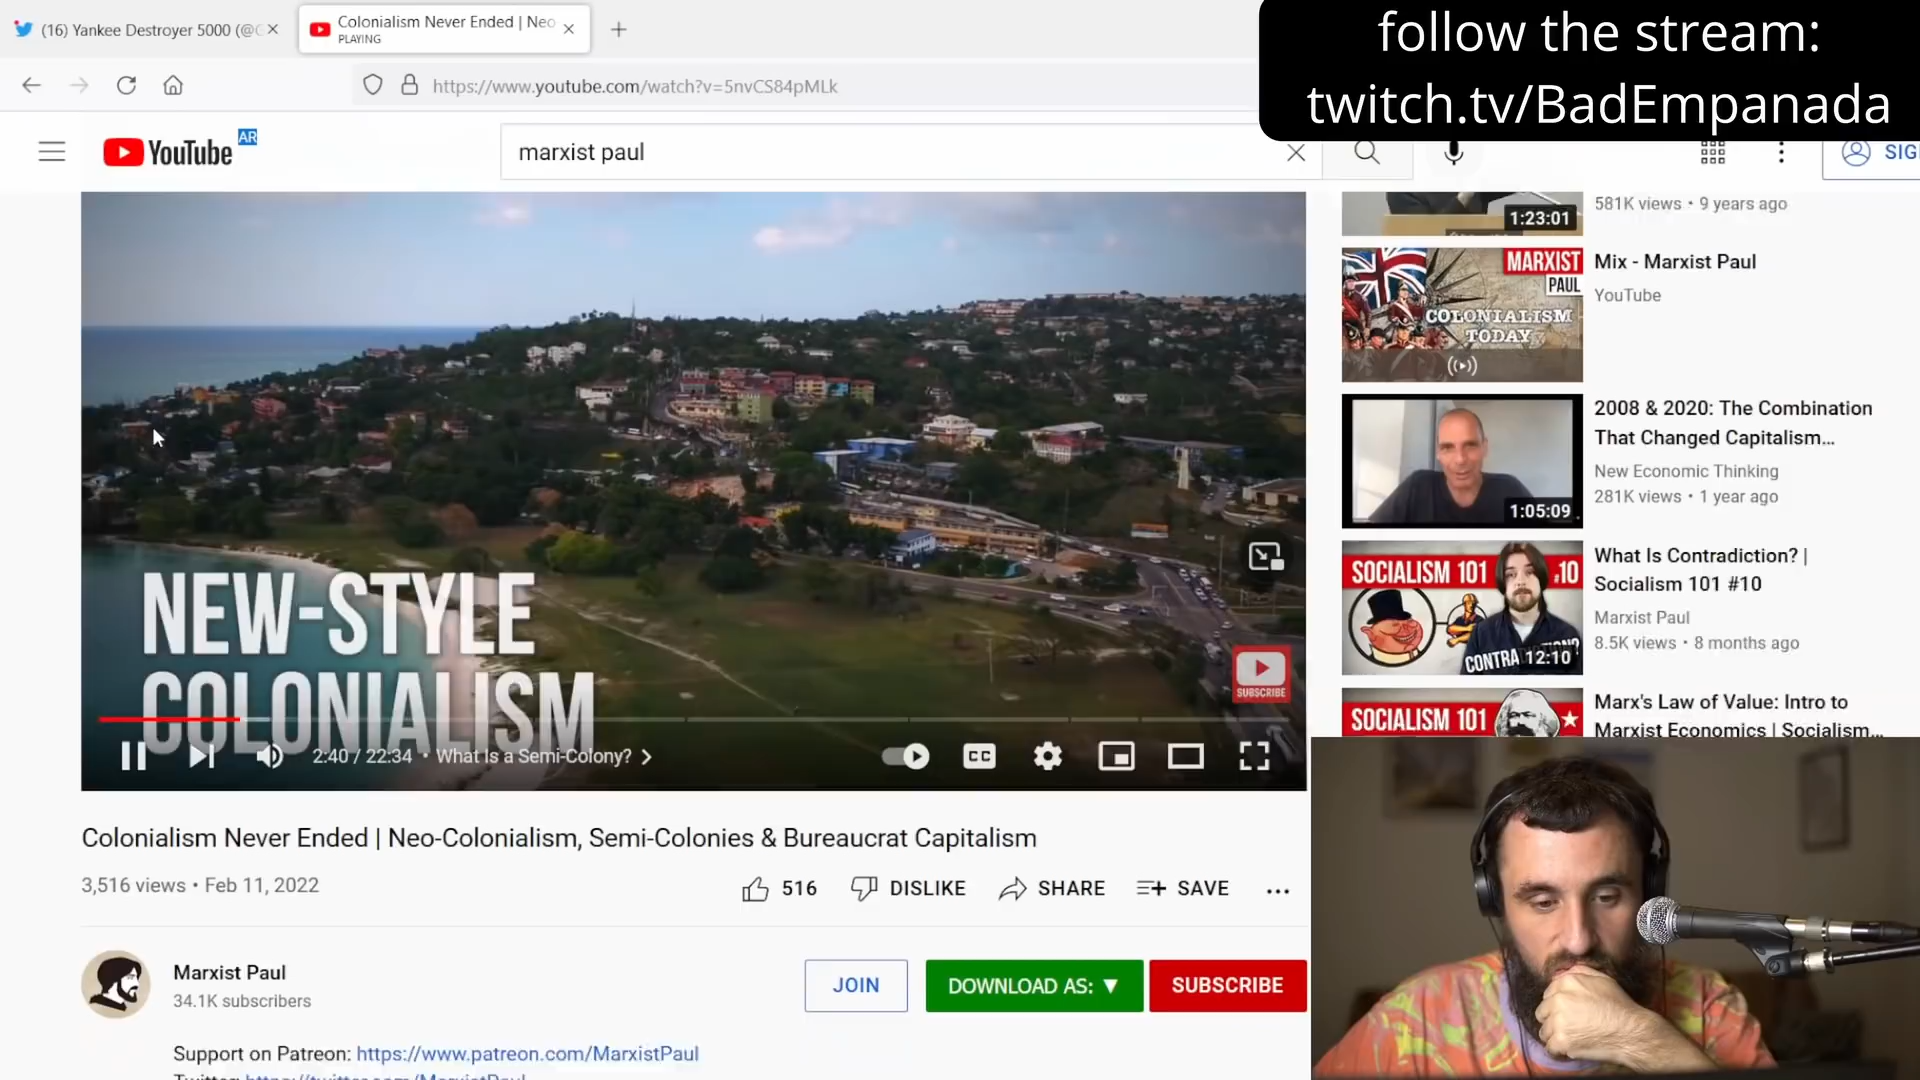 (16) Yankee Destroyer 5000 (@
Colonialism Never Ended | Neo
PLAYING
follow the stream:
twitch.tv/BadEmpanada
https://www.youtube.com/watch?v=5nvCS84pMLk
YouTube AR
marxist paul
SIG
1:23:01
581K views • 9 years ago
MARXIST
PAUL
COLONIALISM
TODAY
Mix - Marxist Paul
YouTube
2008 & 2020: The Combination
That Changed Capitalism...
New Economic Thinking
281K views • 1 year ago
1:05:09
SOCIALISM 101 #10
CONTRA
12:10
What Is Contradiction? |
Socialism 101 #10
Marxist Paul
8.5K views • 8 months ago
SOCIALISM 101
Marx's Law of Value: Intro to
Marxist Economics | Socialism...
NEW-STYLE
COLONIALISM
SUBSCRIBE
2:40 / 22:34 • What Is a Semi-Colony?
CC
Colonialism Never Ended | Neo-Colonialism, Semi-Colonies & Bureaucrat Capitalism
3,516 views • Feb 11, 2022
516 DISLIKE SHARE SAVE ...
Marxist Paul
34.1K subscribers
JOIN DOWNLOAD AS: ▼ SUBSCRIBE
Support on Patreon: https://www.patreon.com/MarxistPaul
Twitter: https://twitter.com/MarxistPaul